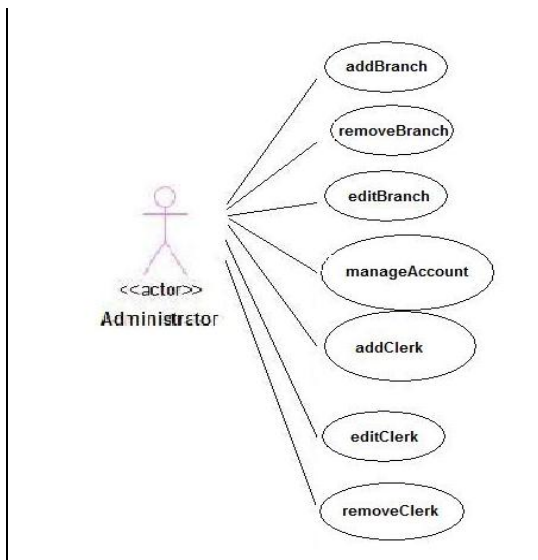 addBranch
removeBranch
editBranch
manageAccount
<<actor>>
Administrator
addClerk
editClerk
removeClerk